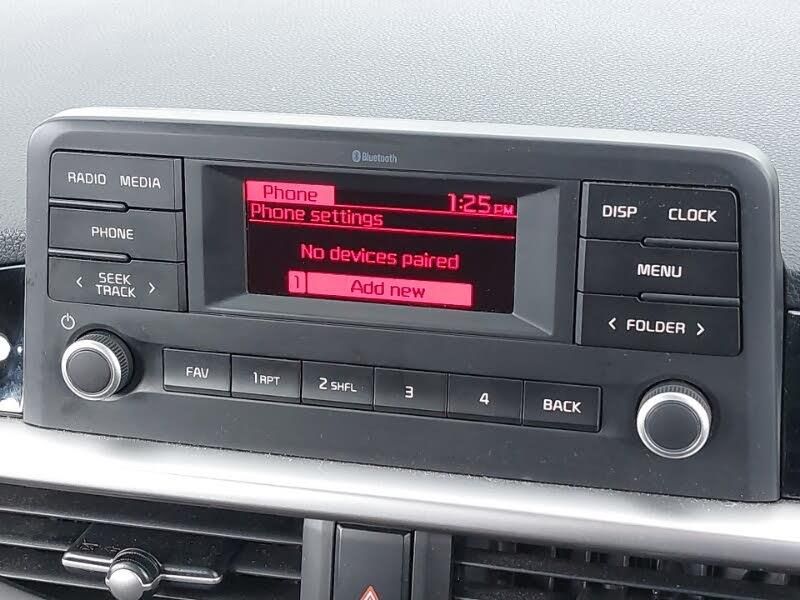 Bluetooth
RADIO MEDIA
PHONE
< SEEK TRACK >
Phone 1:25 PM
Phone settings
No devices paired
1 Add new
DISP CLOCK
MENU
< FOLDER >
FAV 1 RPT 2 SHFL 3 4 BACK